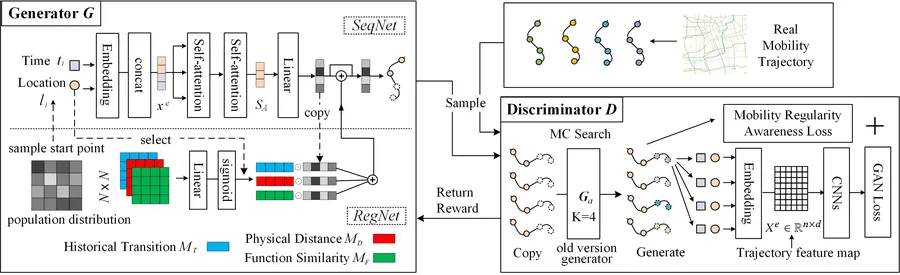 Generator G
SeqNet
Time t_i
Location
l_i
Embedding
concat
x^e
Self-attention
Self-attention
S_A
Linear
copy
sample start point
select
N×N
Linear
sigmoid
population distribution
RegNet
Historical Transition M_T
Physical Distance M_D
Function Similarity M_F
Sample
Return
Reward
Real
Mobility
Trajectory
Discriminator D
MC Search
Mobility Regularity
Awareness Loss
+
G_a
K=4
Copy
old version
generator
Generate
Embedding
X^e ∈ ℝ^{n×d}
Trajectory feature map
CNNs
GAN Loss